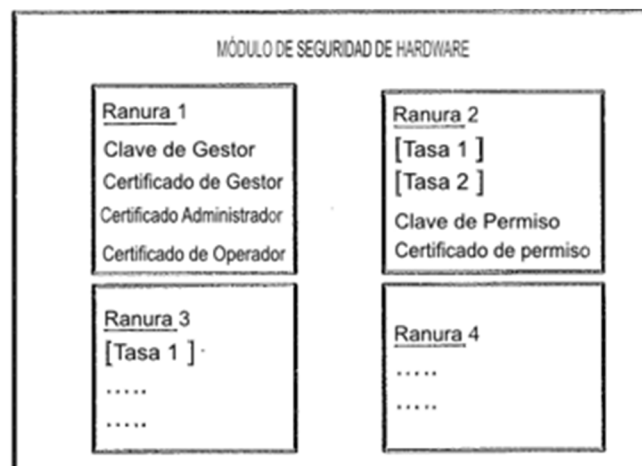 MÓDULO DE SEGURIDAD DE HARDWARE
Ranura 1
Clave de Gestor
Certificado de Gestor
Certificado Administrador
Certificado de Operador
Ranura 2
[Tasa 1 ]
[Tasa 2 ]
Clave de Permiso
Certificado de permiso
Ranura 3
[Tasa 1 ]
.....
.....
Ranura 4
.....
.....